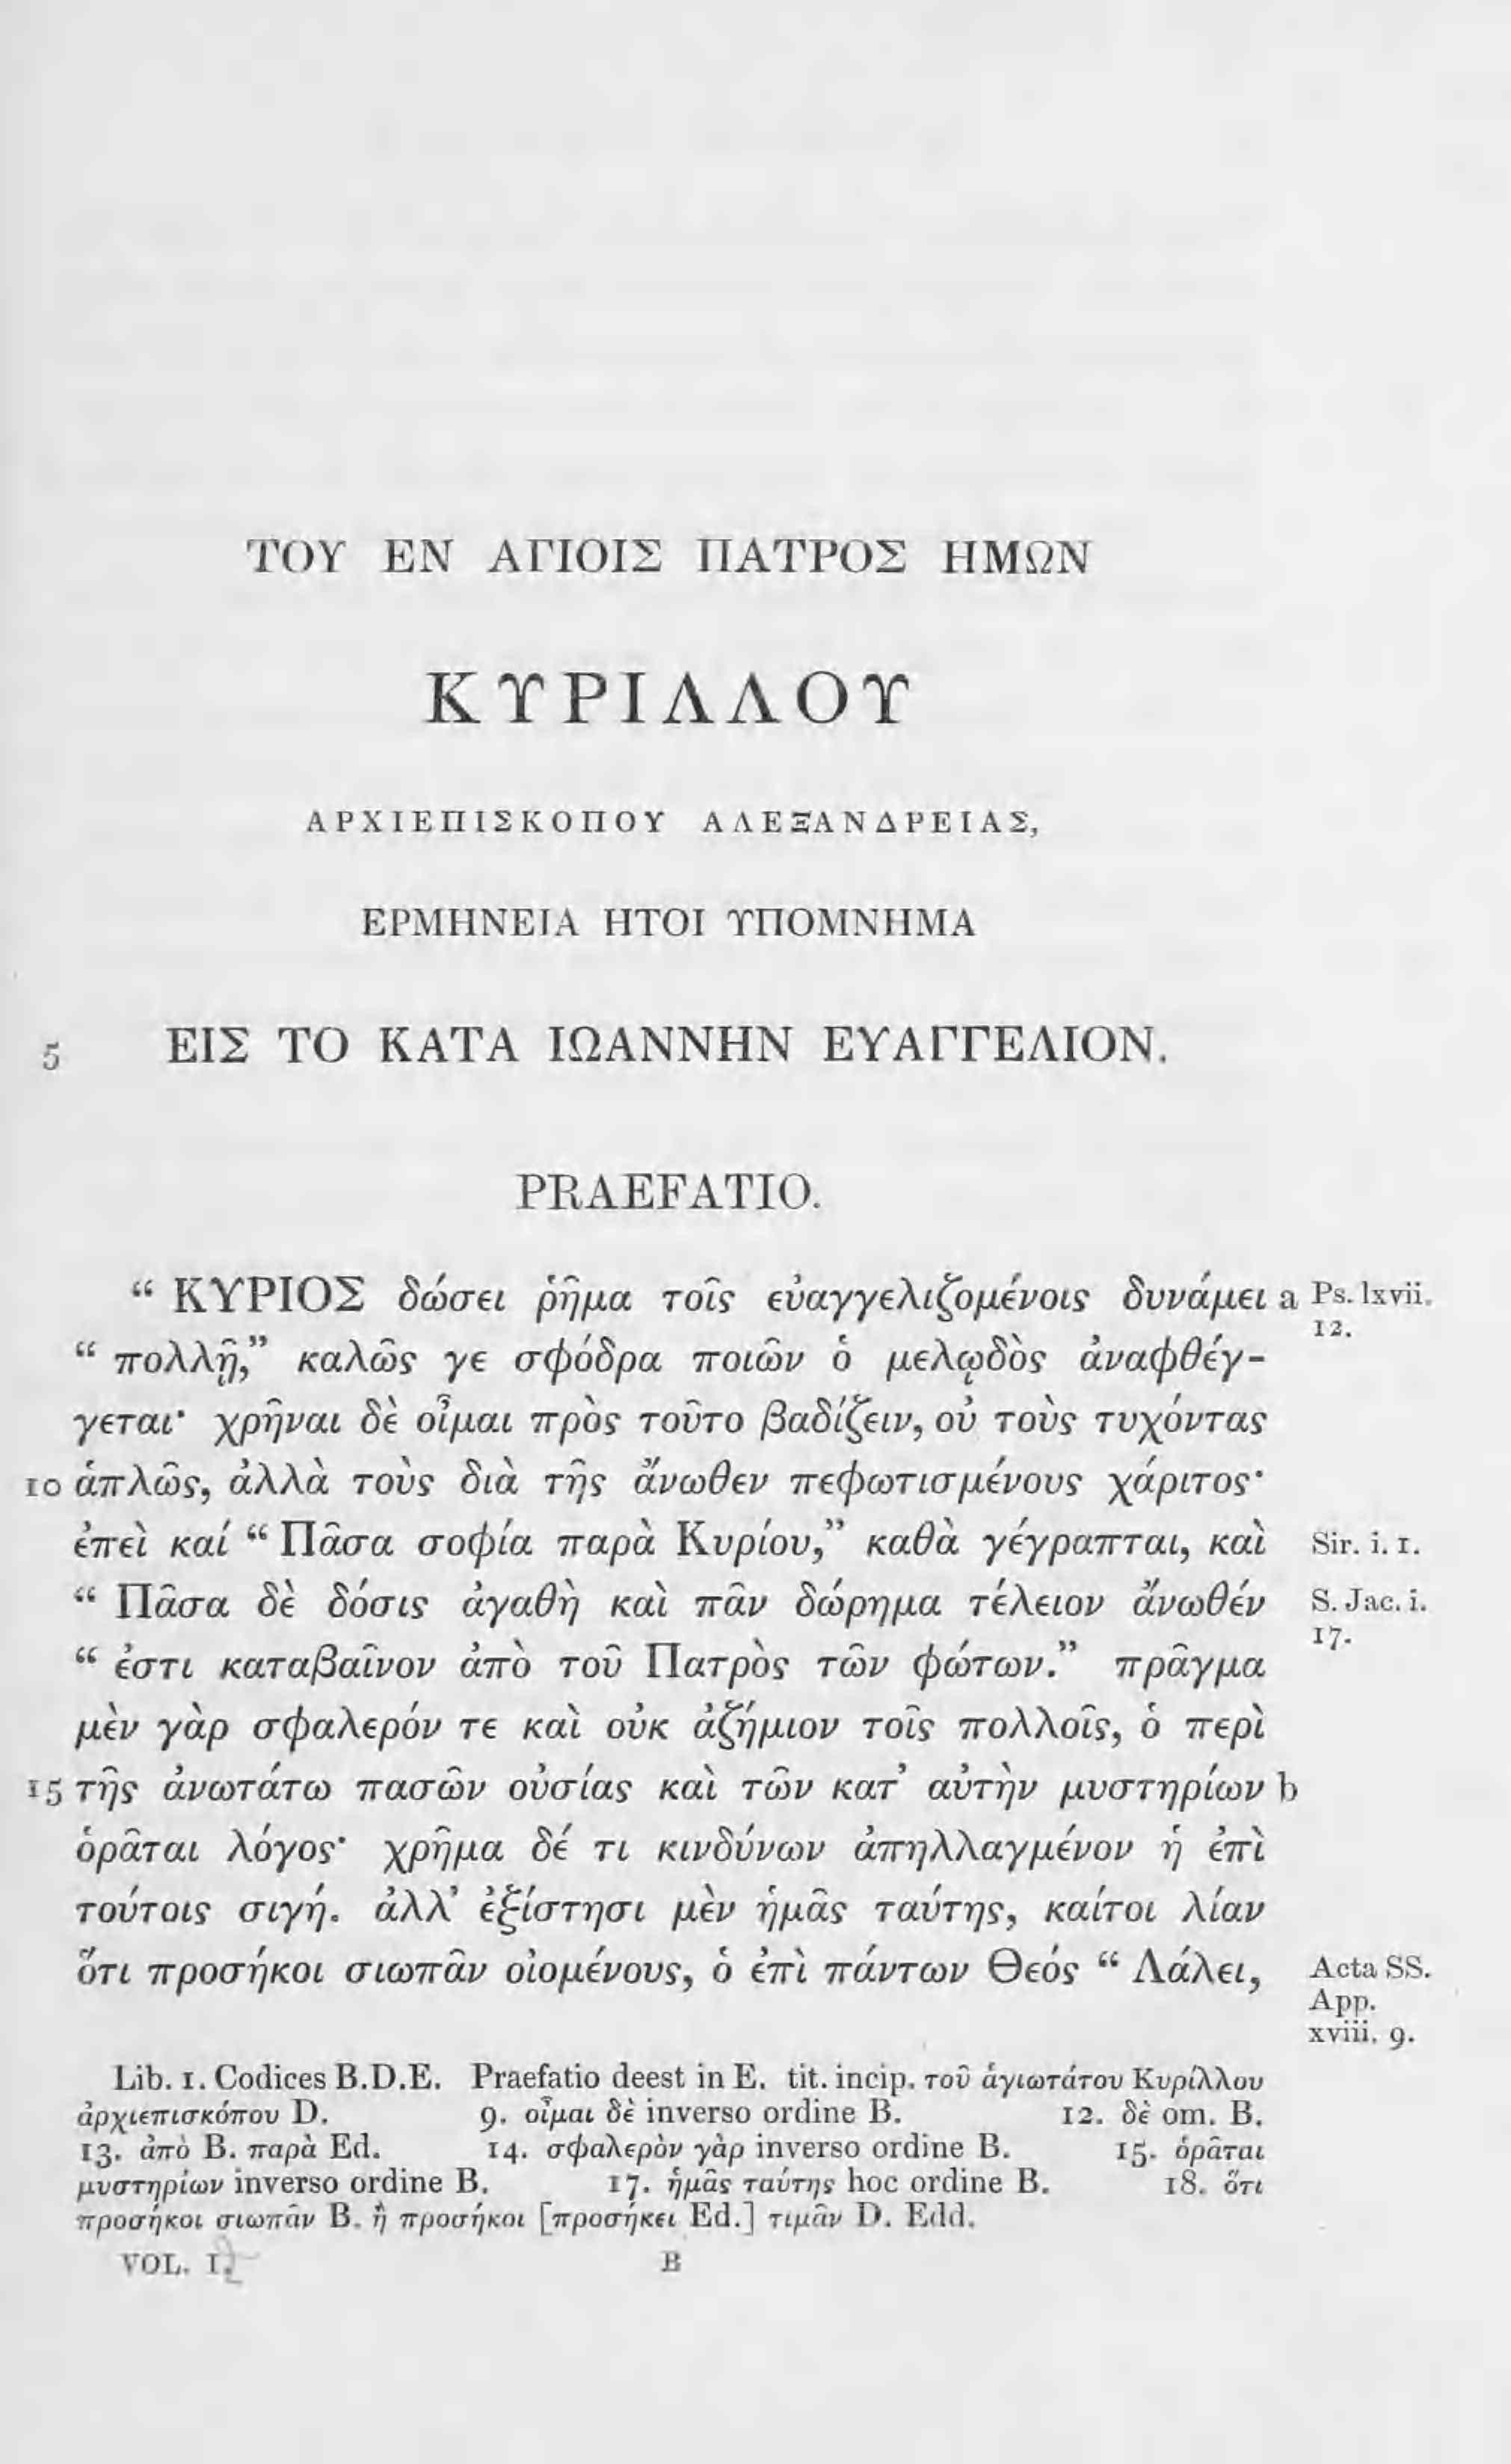 ΤΟΥ ΕΝ ΑΓΙΟΙΣ ΠΑΤΡΟΣ ΗΜΩΝ
ΚΥΡΙΛΛΟΥ
ΑΡΧΙΕΠΙΣΚΟΠΟΥ ΑΛΕΞΑΝΔΡΕΙΑΣ,
ΕΡΜΗΝΕΙΑ ΗΤΟΙ ΥΠΟΜΝΗΜΑ
5 ΕΙΣ ΤΟ ΚΑΤΑ ΙΩΑΝΝΗΝ ΕΥΑΓΓΕΛΙΟΝ.
PRAEFATIO.
“ ΚΥΡΙΟΣ δώσει ῥῆμα τοῖς εὐαγγελιζομένοις δυνάμει a Ps. lxvii. 12.
“ πολλῇ,” καλῶς γε σφόδρα ποιῶν ὁ μελῳδὸς ἀναφθέγ-
γεται· χρῆναι δὲ οἶμαι πρὸς τοῦτο βαδίζειν, οὐ τοὺς τυχόντας
10 ἁπλῶς, ἀλλὰ τοὺς διὰ τῆς ἄνωθεν πεφωτισμένους χάριτος·
ἐπεὶ καί “ Πᾶσα σοφία παρὰ Κυρίου,” καθὰ γέγραπται, καὶ Sir. i. 1.
“ Πᾶσα δὲ δόσις ἀγαθὴ καὶ πᾶν δώρημα τέλειον ἄνωθέν S. Jac. i. 17.
“ ἐστι καταβαῖνον ἀπὸ τοῦ Πατρὸς τῶν φώτων.” πρᾶγμα
μὲν γὰρ σφαλερόν τε καὶ οὐκ ἀζήμιον τοῖς πολλοῖς, ὁ περὶ
15 τῆς ἀνωτάτω πασῶν οὐσίας καὶ τῶν κατ’ αὐτὴν μυστηρίων b
ὁρᾶται λόγος· χρῆμα δέ τι κινδύνων ἀπηλλαγμένον ἡ ἐπὶ
τούτοις σιγή. ἀλλ’ ἐξίστησι μὲν ἡμᾶς ταύτης, καίτοι λίαν
ὅτι προσήκοι σιωπᾶν οἰομένους, ὁ ἐπὶ πάντων Θεός “ Λάλει, Acta SS. App. xviii. 9.
Lib. 1. Codices B.D.E. Praefatio deest in E. tit. incip. τοῦ ἁγιωτάτου Κυρίλλου
ἀρχιεπισκόπου D. 9. οἶμαι δὲ inverso ordine B. 12. δὲ om. B.
13. ἀπὸ B. παρὰ Ed. 14. σφαλερὸν γὰρ inverso ordine B. 15. ὁρᾶται
μυστηρίων inverso ordine B. 17. ἡμᾶς ταύτης hoc ordine B. 18. ὅτι
προσήκοι σιωπᾶν B. ἢ προσήκοι [προσήκει Ed.] τιμᾶν D. Edd.
VOL. I. B